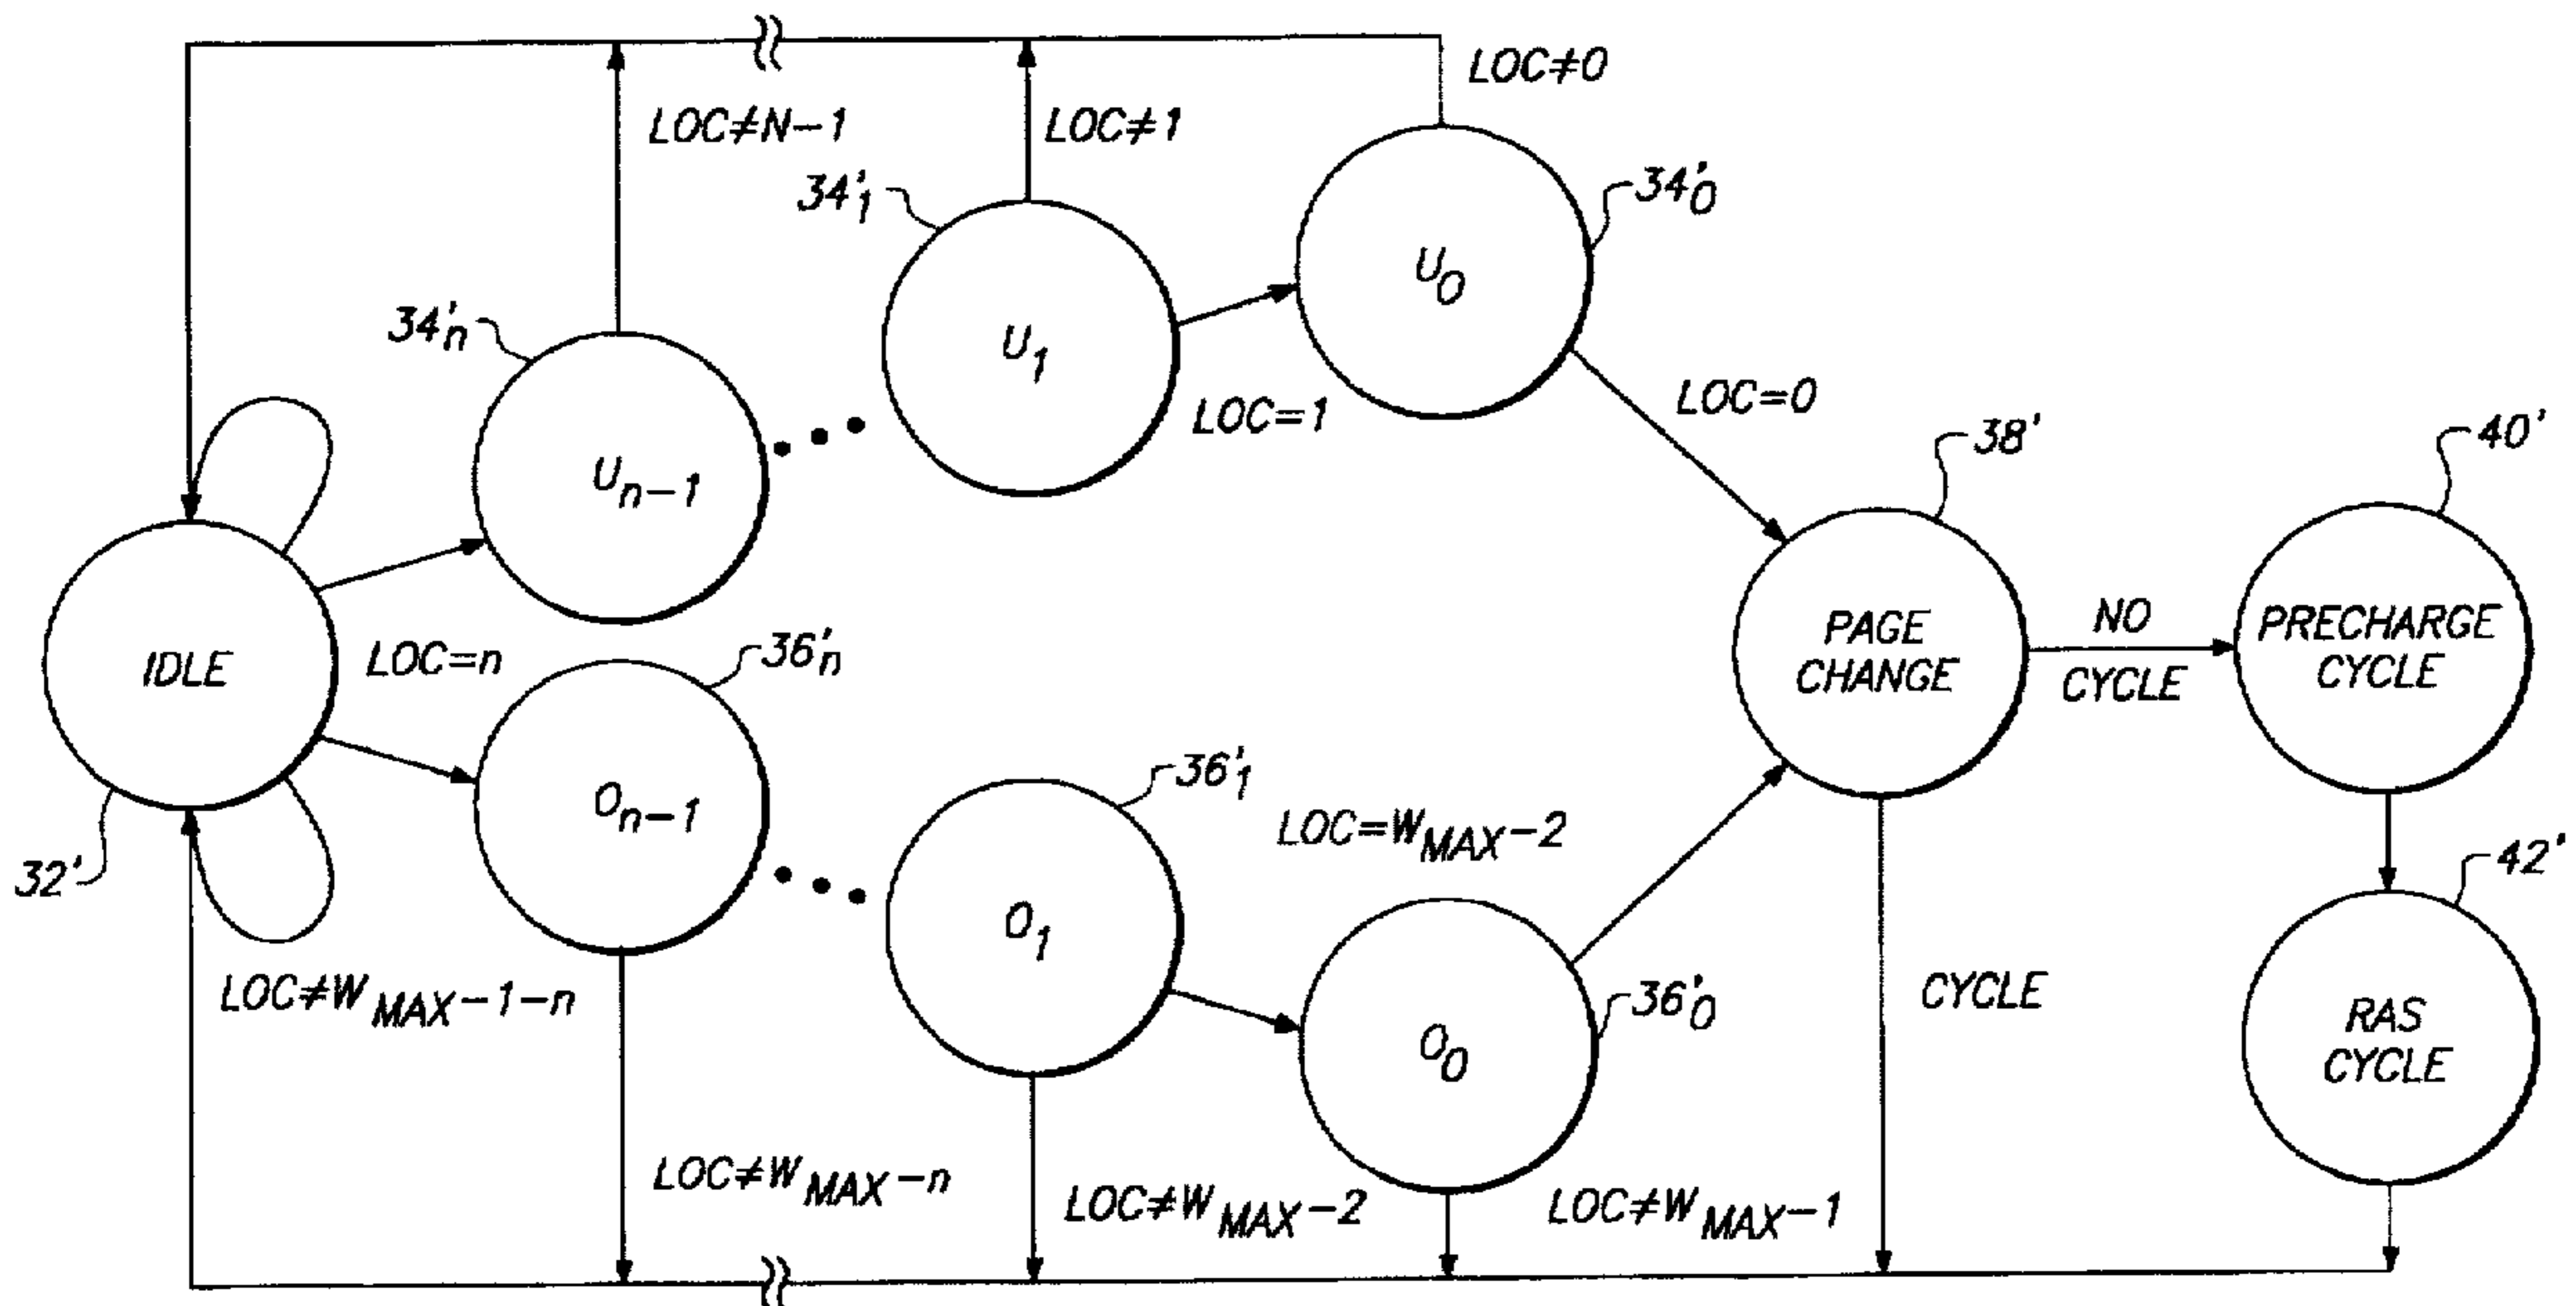 LOC≠0
LOC≠N-1
LOC≠1
34'1
34'0
U0
34'n
U1
LOC=1
LOC=0
Un-1
38'
40'
IDLE
LOC=n
36'n
PAGE
CHANGE
NO
CYCLE
PRECHARGE
CYCLE
On-1
36'1
LOC=WMAX-2
32'
42'
O1
LOC≠WMAX-1-n
O0
36'0
CYCLE
RAS
CYCLE
LOC≠WMAX-n
LOC≠WMAX-2
LOC≠WMAX-1